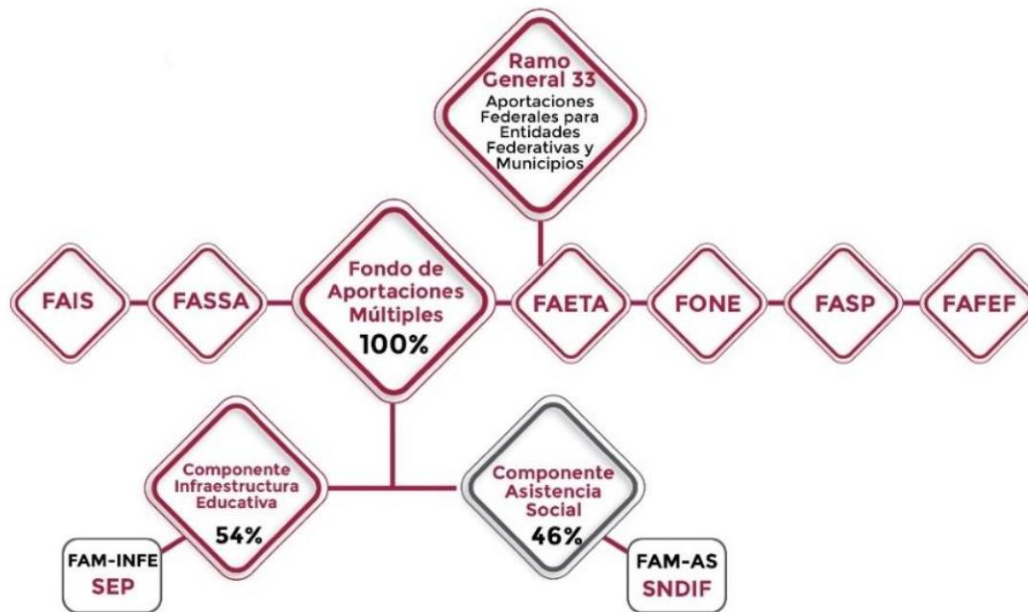 Ramo
General 33
Aportaciones
Federales para
Entidades
Federativas y
Municipios
FAIS
FASSA
Fondo de
Aportaciones
Múltiples
100%
FAETA
FONE
FASP
FAFEF
Componente
Infraestructura
Educativa
54%
Componente
Asistencia
Social
46%
FAM-INFE
SEP
FAM-AS
SNDIF